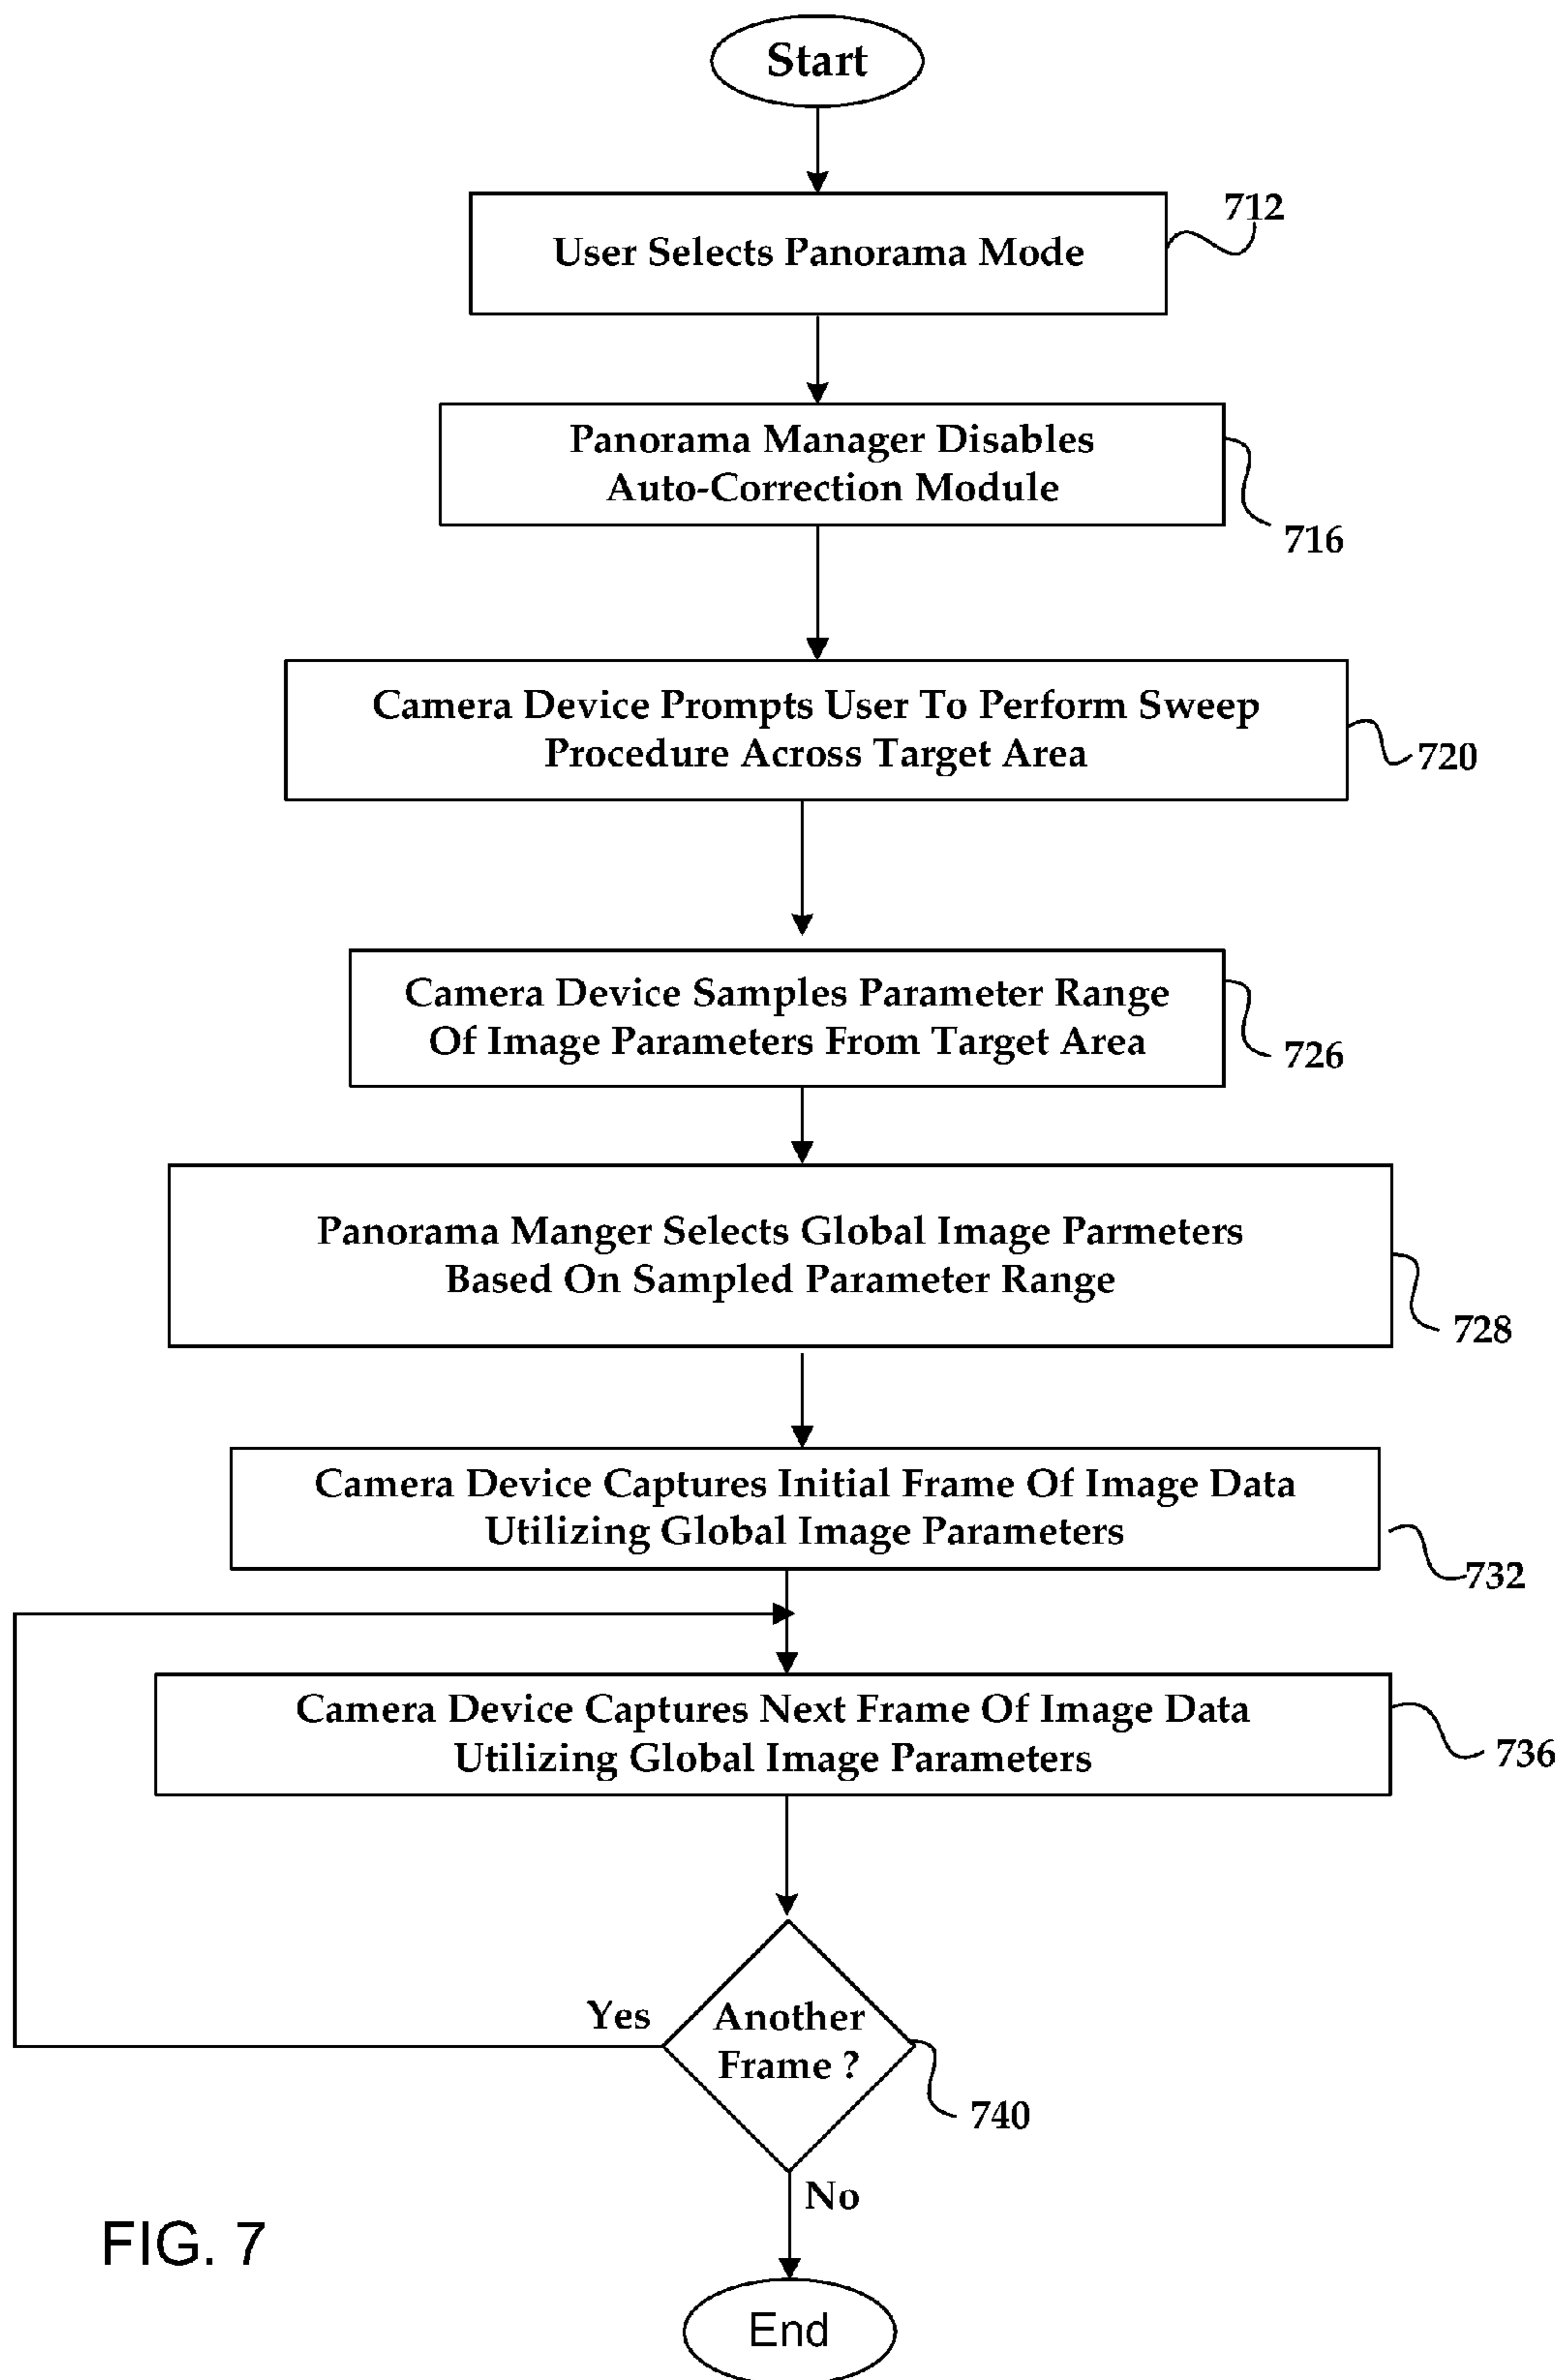 Start
712
User Selects Panorama Mode
Panorama Manager Disables
Auto-Correction Module
716
Camera Device Prompts User To Perform Sweep
Procedure Across Target Area
720
Camera Device Samples Parameter Range
Of Image Parameters From Target Area
726
Panorama Manger Selects Global Image Parmeters
Based On Sampled Parameter Range
728
Camera Device Captures Initial Frame Of Image Data
Utilizing Global Image Parameters
732
Camera Device Captures Next Frame Of Image Data
Utilizing Global Image Parameters
736
Yes
Another
Frame ?
740
No
FIG. 7
End